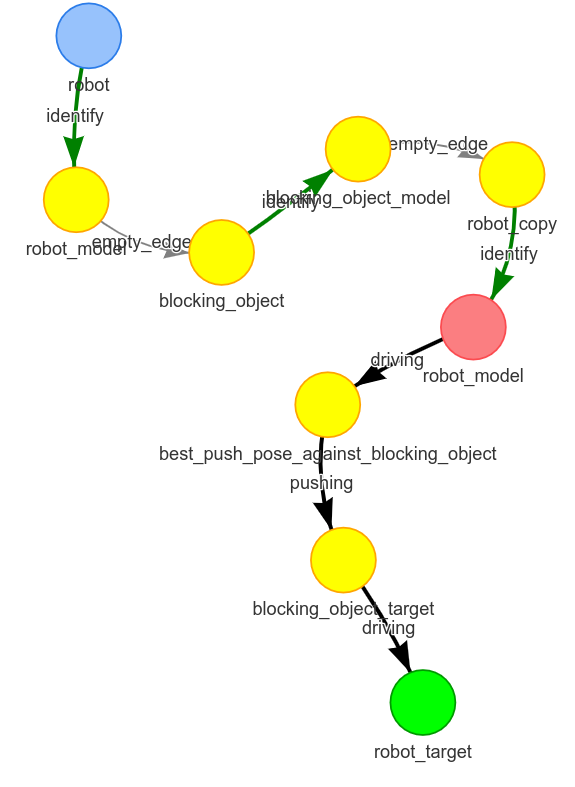 robot
identify
empty_edge
blocking_object_model
identify
robot_copy
robot_model
empty_edge
identify
blocking_object
driving
robot_model
best_push_pose_against_blocking_object
pushing
blocking_object_target
driving
robot_target